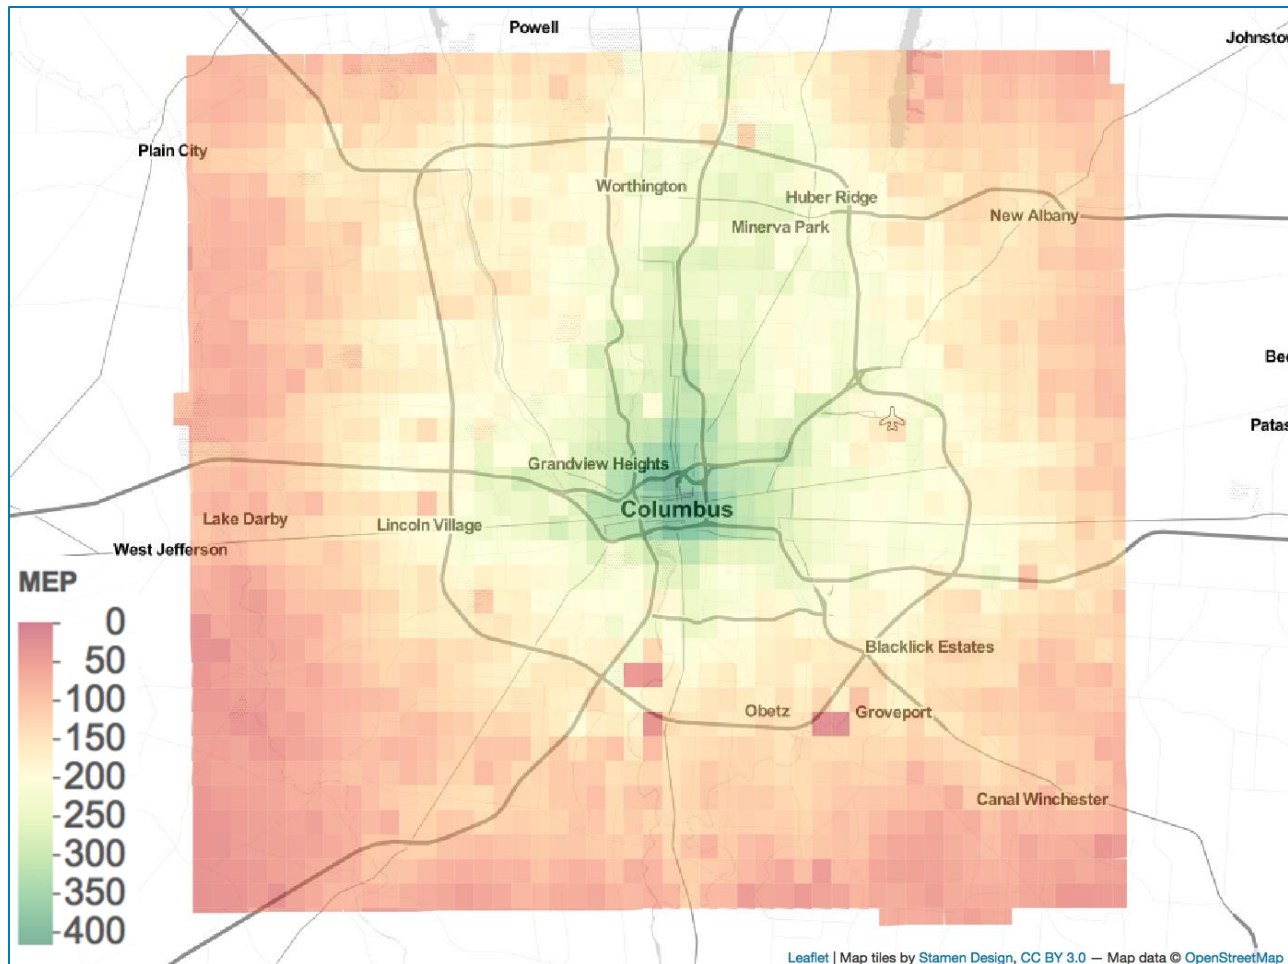 Powell
Johnsto
Plain City
Worthington
Huber Ridge
New Albany
Minerva Park
Be
Patas
Grandview Heights
Columbus
Lake Darby
Lincoln Village
West Jefferson
MEP
0
50
100
150
200
250
300
350
400
Blacklick Estates
Obetz
Groveport
Canal Winchester
Leaflet | Map tiles by Stamen Design, CC BY 3.0 — Map data © OpenStreetMap